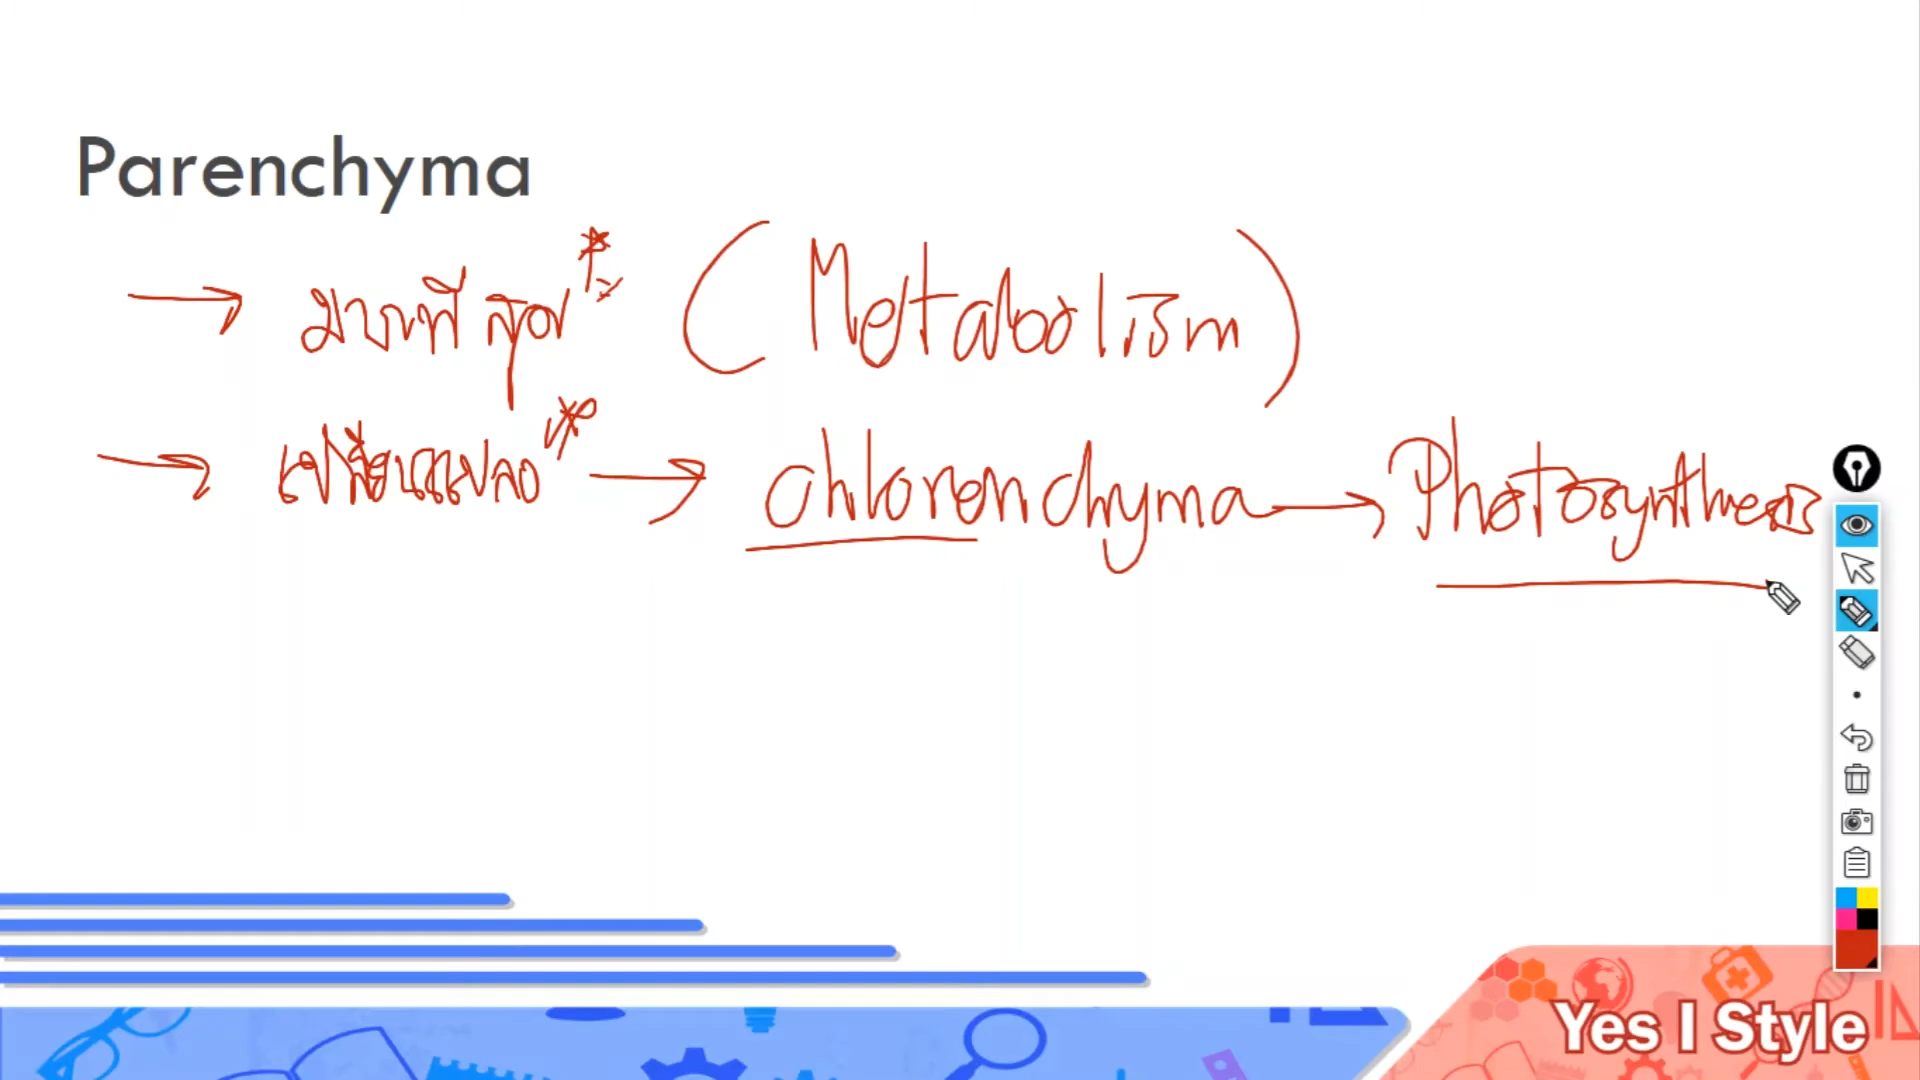 Parenchyma
→ มากที่สุด * (Metabolism)
→ เปลี่ยนแปลง * → chlorenchyma → Photosynthesis
Yes I Style